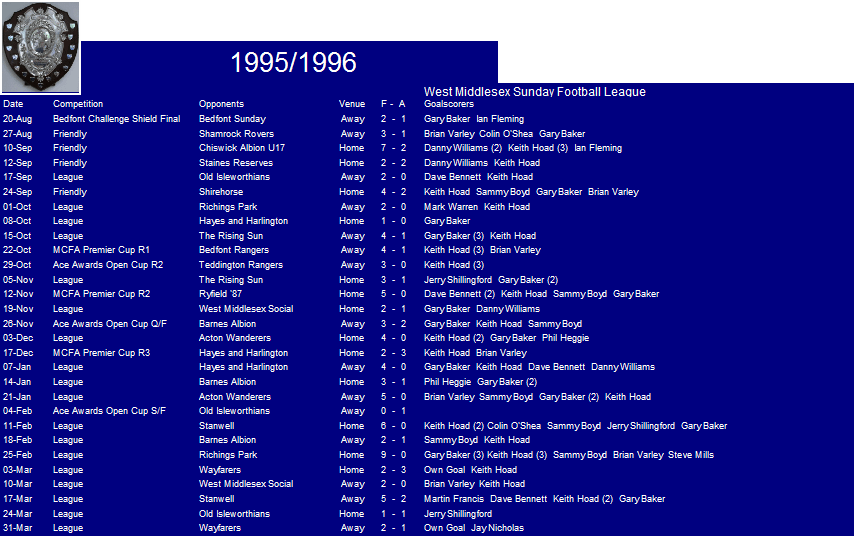 1995/1996
West Middlesex Sunday Football League
Date Competition Opponents Venue F - A Goalscorers
20-Aug Bedfont Challenge Shield Final Bedfont Sunday Away 2 - 1 Gary Baker Ian Fleming
27-Aug Friendly Shamrock Rovers Away 3 - 1 Brian Varley Colin O'Shea Gary Baker
10-Sep Friendly Chiswick Albion U17 Home 7 - 2 Danny Williams (2) Keith Hoad (3) Ian Fleming
12-Sep Friendly Staines Reserves Home 2 - 2 Danny Williams Keith Hoad
17-Sep League Old Isleworthians Away 2 - 0 Dave Bennett Keith Hoad
24-Sep Friendly Shirehorse Home 4 - 2 Keith Hoad Sammy Boyd Gary Baker Brian Varley
01-Oct League Richings Park Away 2 - 0 Mark Warren Keith Hoad
08-Oct League Hayes and Harlington Home 1 - 0 Gary Baker
15-Oct League The Rising Sun Away 4 - 1 Gary Baker (3) Keith Hoad
22-Oct MCFA Premier Cup R1 Bedfont Rangers Away 4 - 1 Keith Hoad (3) Brian Varley
29-Oct Ace Awards Open Cup R2 Teddington Rangers Away 3 - 0 Keith Hoad (3)
05-Nov League The Rising Sun Home 3 - 1 Jerry Shillingford Gary Baker (2)
12-Nov MCFA Premier Cup R2 Ryfield '87 Home 5 - 0 Dave Bennett (2) Keith Hoad Sammy Boyd Gary Baker
19-Nov League West Middlesex Social Home 2 - 1 Gary Baker Danny Williams
26-Nov Ace Awards Open Cup Q/F Barnes Albion Away 3 - 2 Gary Baker Keith Hoad Sammy Boyd
03-Dec League Acton Wanderers Home 4 - 0 Keith Hoad (2) Gary Baker Phil Heggie
17-Dec MCFA Premier Cup R3 Hayes and Harlington Home 2 - 3 Keith Hoad Brian Varley
07-Jan League Hayes and Harlington Away 4 - 0 Gary Baker Keith Hoad Dave Bennett Danny Williams
14-Jan League Barnes Albion Home 3 - 1 Phil Heggie Gary Baker (2)
21-Jan League Acton Wanderers Away 5 - 0 Brian Varley Sammy Boyd Gary Baker (2) Keith Hoad
04-Feb Ace Awards Open Cup S/F Old Isleworthians Away 0 - 1
11-Feb League Stanwell Home 6 - 0 Keith Hoad (2) Colin O'Shea Sammy Boyd Jerry Shillingford Gary Baker
18-Feb League Barnes Albion Away 2 - 1 Sammy Boyd Keith Hoad
25-Feb League Richings Park Home 9 - 0 Gary Baker (3) Keith Hoad (3) Sammy Boyd Brian Varley Steve Mills
03-Mar League Wayfarers Home 2 - 3 Own Goal Keith Hoad
10-Mar League West Middlesex Social Away 2 - 0 Brian Varley Keith Hoad
17-Mar League Stanwell Away 5 - 2 Martin Francis Dave Bennett Keith Hoad (2) Gary Baker
24-Mar League Old Isleworthians Home 1 - 1 Jerry Shillingford
31-Mar League Wayfarers Away 2 - 1 Own Goal Jay Nicholas